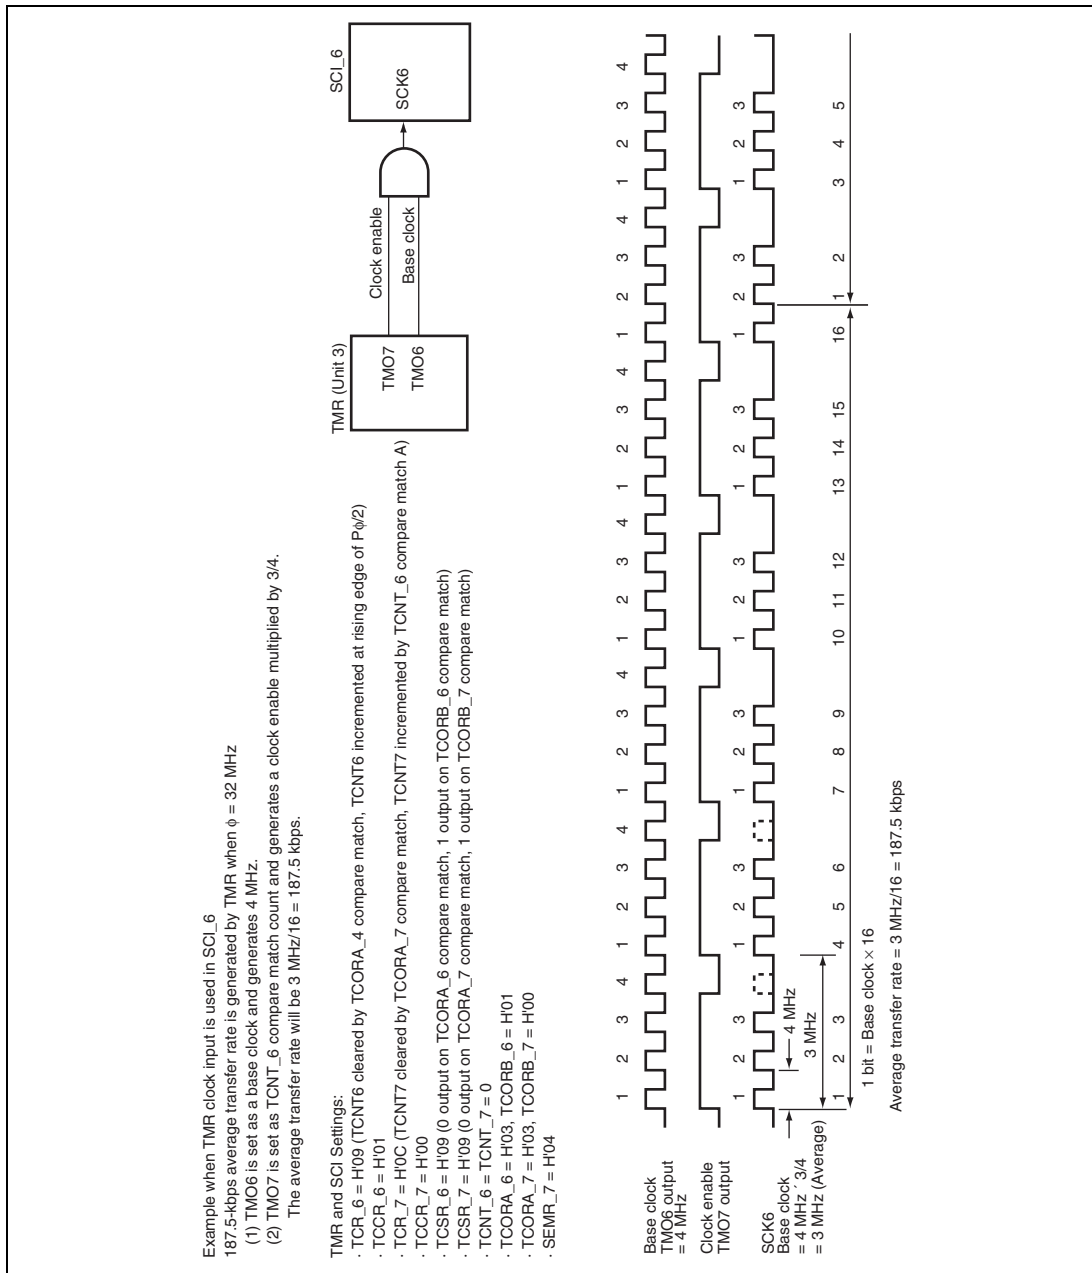 Example when TMR clock input is used in SCI_6
187.5-kbps average transfer rate is generated by TMR when ϕ = 32 MHz
(1) TMO6 is set as a base clock and generates 4 MHz.
(2) TMO7 is set as TCNT_6 compare match count and generates a clock enable multiplied by 3/4.
The average transfer rate will be 3 MHz/16 = 187.5 kbps.
TMR and SCI Settings:
· TCR_6 = H'09 (TCNT6 cleared by TCORA_4 compare match, TCNT6 incremented at rising edge of Pϕ/2)
· TCCR_6 = H'01
· TCR_7 = H'0C (TCNT7 cleared by TCORA_7 compare match, TCNT7 incremented by TCNT_6 compare match A)
· TCCR_7 = H'00
· TCSR_6 = H'09 (0 output on TCORA_6 compare match, 1 output on TCORB_6 compare match)
· TCSR_7 = H'09 (0 output on TCORA_7 compare match, 1 output on TCORB_7 compare match)
· TCNT_6 = TCNT_7 = 0
· TCORA_6 = H'03, TCORB_6 = H'01
· TCORA_7 = H'03, TCORB_7 = H'00
· SEMR_7 = H'04
TMR (Unit 3)
TMO7
TMO6
Clock enable
Base clock
SCI_6
SCK6
Base clock
TMO6 output
= 4 MHz
1 2 3 4 1 2 3 4 1 2 3 4 1 2 3 4 1 2 3 4 1 2 3 4 1 2 3 4
Clock enable
TMO7 output
SCK6
Base clock
= 4 MHz ´ 3/4
= 3 MHz (Average)
1 2 3 1 2 3 1 2 3 1 2 3 1 2 3 1 2 3 1 2 3
4 MHz
3 MHz
1 2 3 4 5 6 7 8 9 10 11 12 13 14 15 16 1 2 3 4 5
1 bit = Base clock × 16
Average transfer rate = 3 MHz/16 = 187.5 kbps